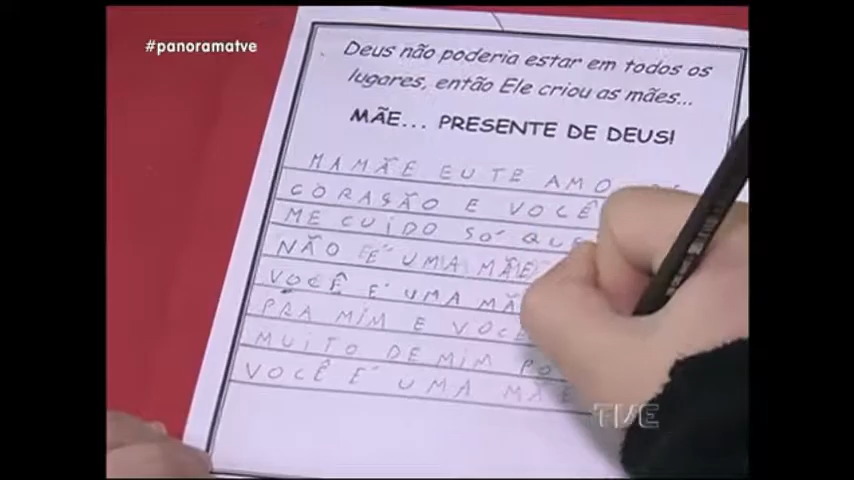 #panoramatve
Deus não poderia estar em todos os
lugares, então Ele criou as mães...
MÃE... PRESENTE DE DEUS!
MAMÃE EU TE AMO
CORASÃO E VOCÊ
ME CUIDO SÓ QUE
NÃO É UMA MÃE
VOCÊ É UMA MÃ
PRA MIM E VOCÊ
MUITO DE MIM PO
VOCÊ É UMA MÃE
TVE